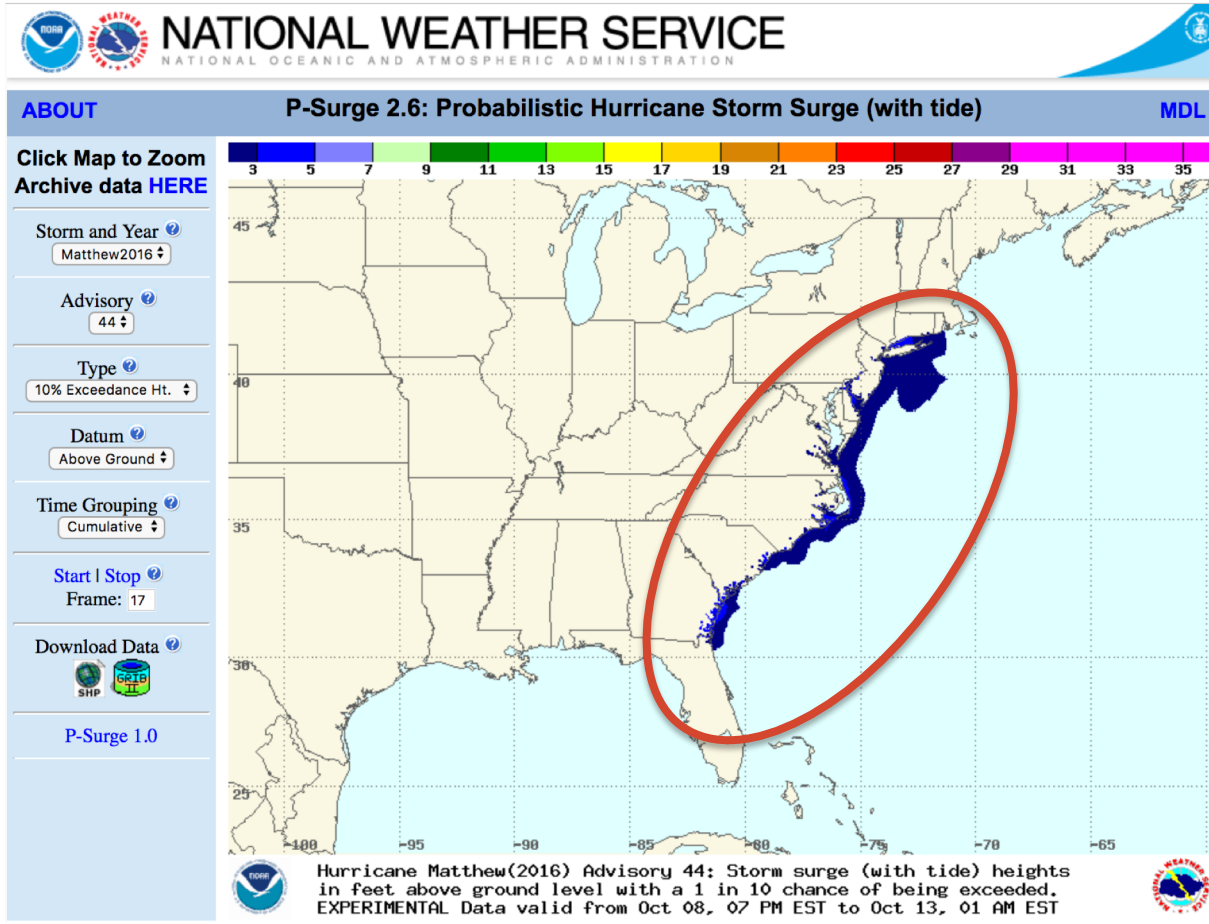 NATIONAL WEATHER SERVICE
NATIONAL OCEANIC AND ATMOSPHERIC ADMINISTRATION
ABOUT
P-Surge 2.6: Probabilistic Hurricane Storm Surge (with tide)
MDL
Click Map to Zoom
Archive data HERE
Storm and Year
Matthew2016
Advisory
44
Type
10% Exceedance Ht.
Datum
Above Ground
Time Grouping
Cumulative
Start | Stop
Frame: 17
Download Data
SHP
GRIB
II
P-Surge 1.0
3 5 7 9 11 13 15 17 19 21 23 25 27 29 31 33 35
45
40
35
30
25
-100 -95 -90 -85 -80 -75 -70 -65
Hurricane Matthew(2016) Advisory 44: Storm surge (with tide) heights
in feet above ground level with a 1 in 10 chance of being exceeded.
EXPERIMENTAL Data valid from Oct 08, 07 PM EST to Oct 13, 01 AM EST